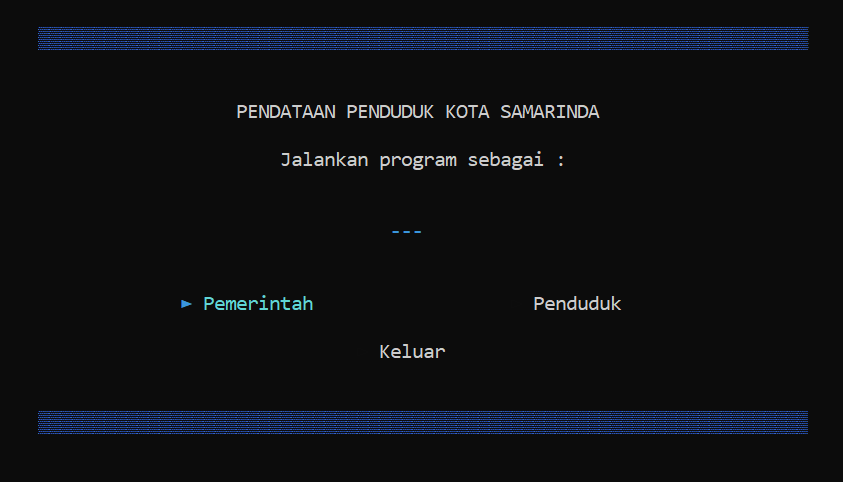 PENDATAAN PENDUDUK KOTA SAMARINDA
Jalankan program sebagai :
---
► Pemerintah Penduduk
Keluar